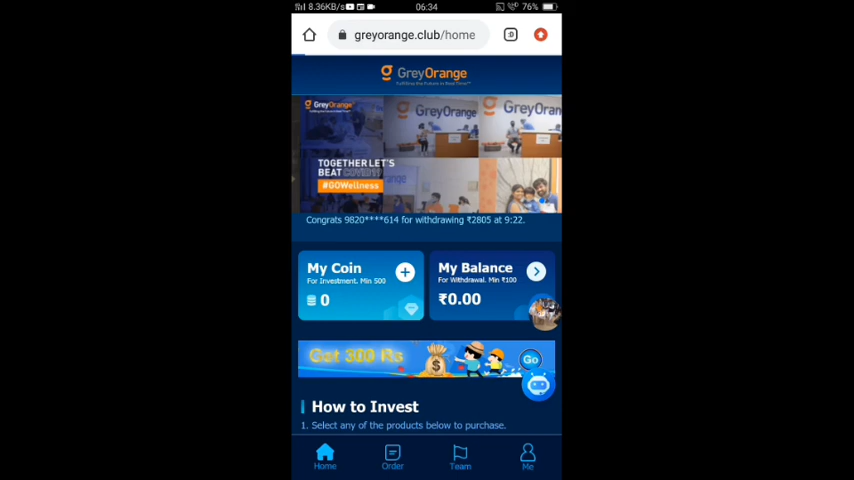 8.36KB/s
06:34
76%
greyorange.club/home
:9
GreyOrange
GreyOrange
GREYORANGE
GREYORANG
TOGETHER LET'S
BEAT COVID19
#GOWellness
Congrats 9820****614 for withdrawing ₹2805 at 9:22.
My Coin
For Investment. Min 500
0
My Balance
For Withdrawal. Min ₹100
₹0.00
Get 300 Rs
Go
How to Invest
1. Select any of the products below to purchase.
Home
Order
Team
Me